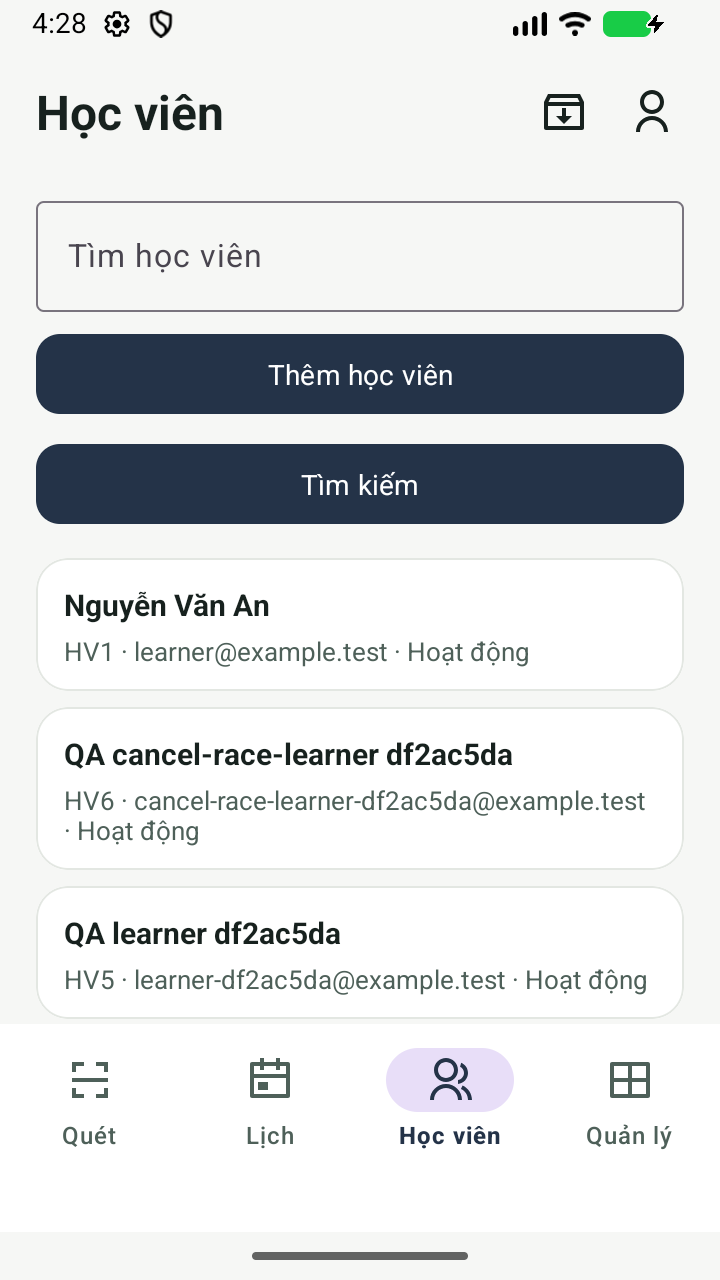 4:28
Học viên
Tìm học viên
Thêm học viên
Tìm kiếm
Nguyễn Văn An
HV1 · learner@example.test · Hoạt động
QA cancel-race-learner df2ac5da
HV6 · cancel-race-learner-df2ac5da@example.test
· Hoạt động
QA learner df2ac5da
HV5 · learner-df2ac5da@example.test · Hoạt động
Quét
Lịch
Học viên
Quản lý